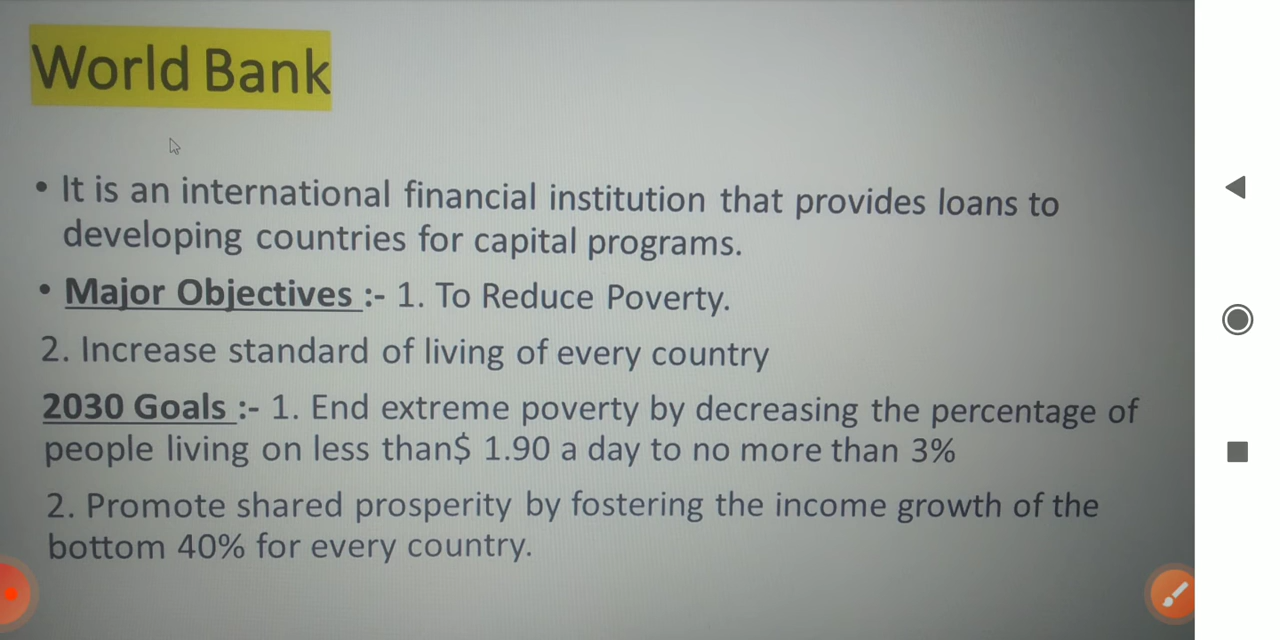 World Bank
• It is an international financial institution that provides loans to
developing countries for capital programs.
• Major Objectives :- 1. To Reduce Poverty.
2. Increase standard of living of every country
2030 Goals :- 1. End extreme poverty by decreasing the percentage of
people living on less than$ 1.90 a day to no more than 3%
2. Promote shared prosperity by fostering the income growth of the
bottom 40% for every country.